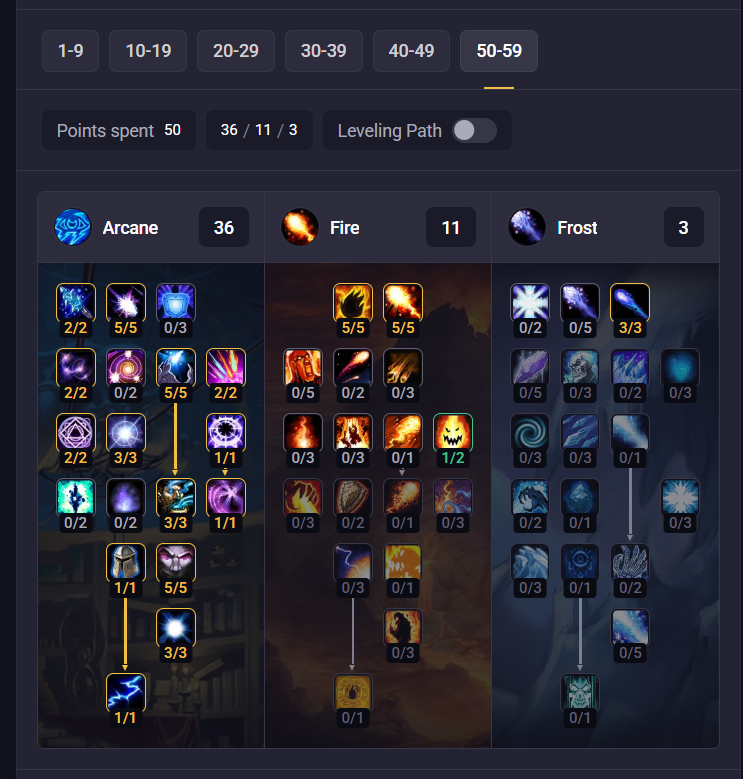 1-9 10-19 20-29 30-39 40-49 50-59
Points spent 50 36 / 11 / 3 Leveling Path
Arcane 36 Fire 11 Frost 3
2/2 5/5 0/3 5/5 5/5 0/2 0/5 3/3
2/2 0/2 5/5 2/2 0/5 0/2 0/3 0/5 0/3 0/2 0/3
2/2 3/3 1/1 0/3 0/3 0/1 1/2 0/3 0/3 0/1
0/2 0/2 3/3 1/1 0/3 0/2 0/1 0/3 0/2 0/1 0/3
1/1 5/5 0/3 0/1 0/3 0/1 0/2
3/3 0/3 0/5
1/1 0/1 0/1